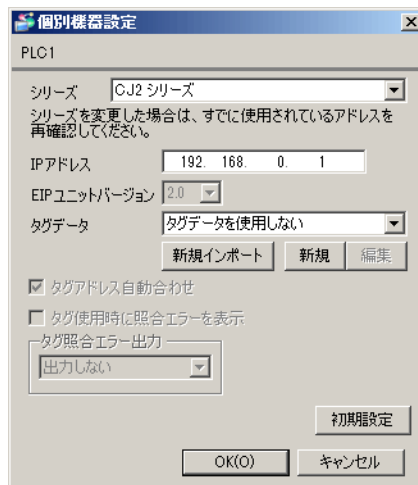 個別機器設定
PLC1
シリーズ CJ2 シリーズ
シリーズを変更した場合は、すでに使用されているアドレスを
再確認してください。
IPアドレス 192. 168. 0. 1
EIPユニットバージョン 2.0
タグデータ タグデータを使用しない
新規インポート 新規 編集
タグアドレス自動合わせ
タグ使用時に照合エラーを表示
タグ照合エラー出力
出力しない
初期設定
OK(O) キャンセル